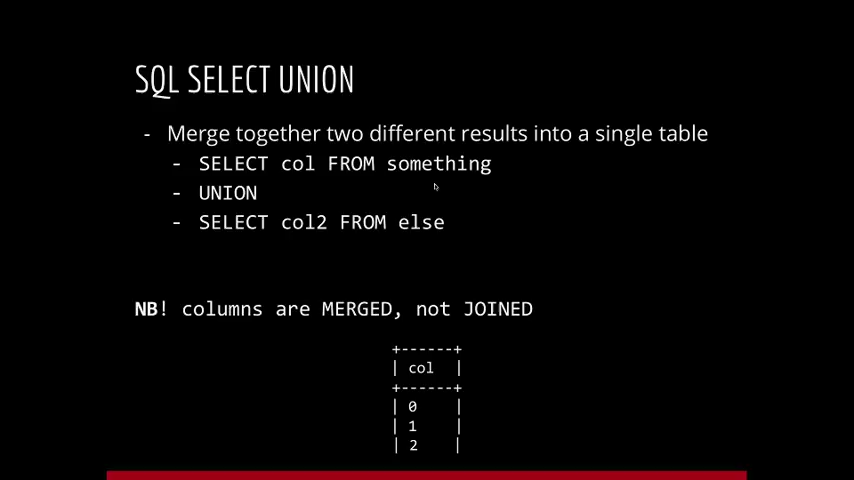 SQL SELECT UNION
- Merge together two different results into a single table
- SELECT col FROM something
- UNION
- SELECT col2 FROM else
NB! columns are MERGED, not JOINED
+------+
| col  |
+------+
| 0    |
| 1    |
| 2    |